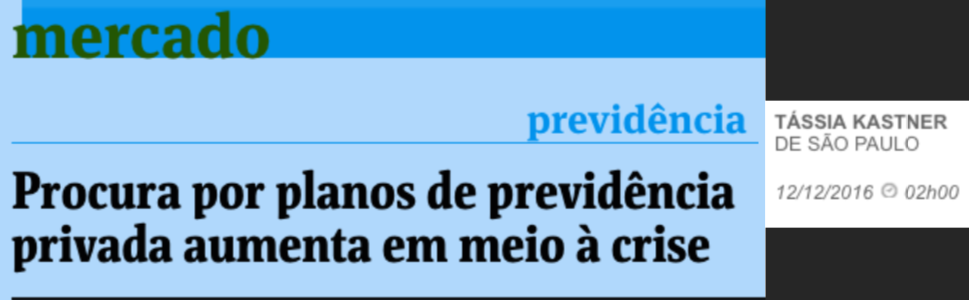 mercado
previdência
Procura por planos de previdência
privada aumenta em meio à crise
TÁSSIA KASTNER
DE SÃO PAULO
12/12/2016 02h00